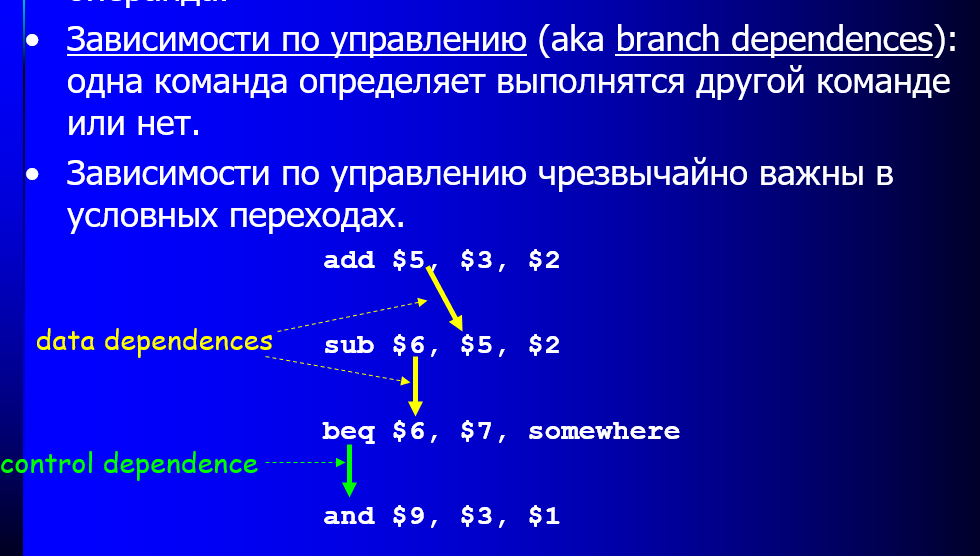 • Зависимости по управлению (aka branch dependences):
одна команда определяет выполнятся другой команде
или нет.
• Зависимости по управлению чрезвычайно важны в
условных переходах.
add $5, $3, $2
data dependences
sub $6, $5, $2
beq $6, $7, somewhere
control dependence
and $9, $3, $1